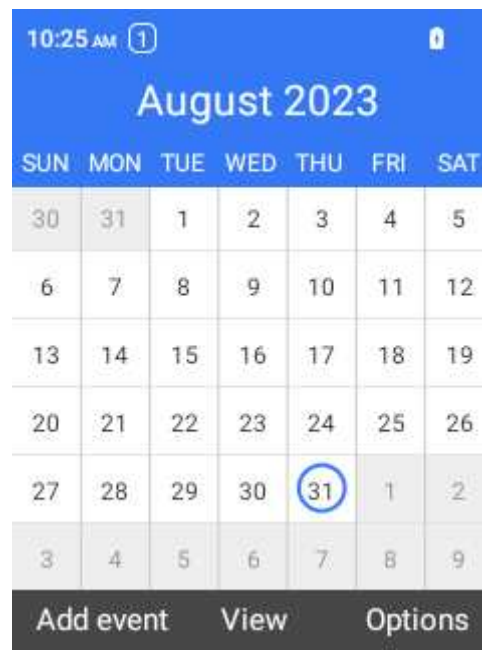 10:25 AM 1
August 2023
SUN MON TUE WED THU FRI SAT
30 31 1 2 3 4 5
6 7 8 9 10 11 12
13 14 15 16 17 18 19
20 21 22 23 24 25 26
27 28 29 30 31 1 2
3 4 5 6 7 8 9
Add event View Options